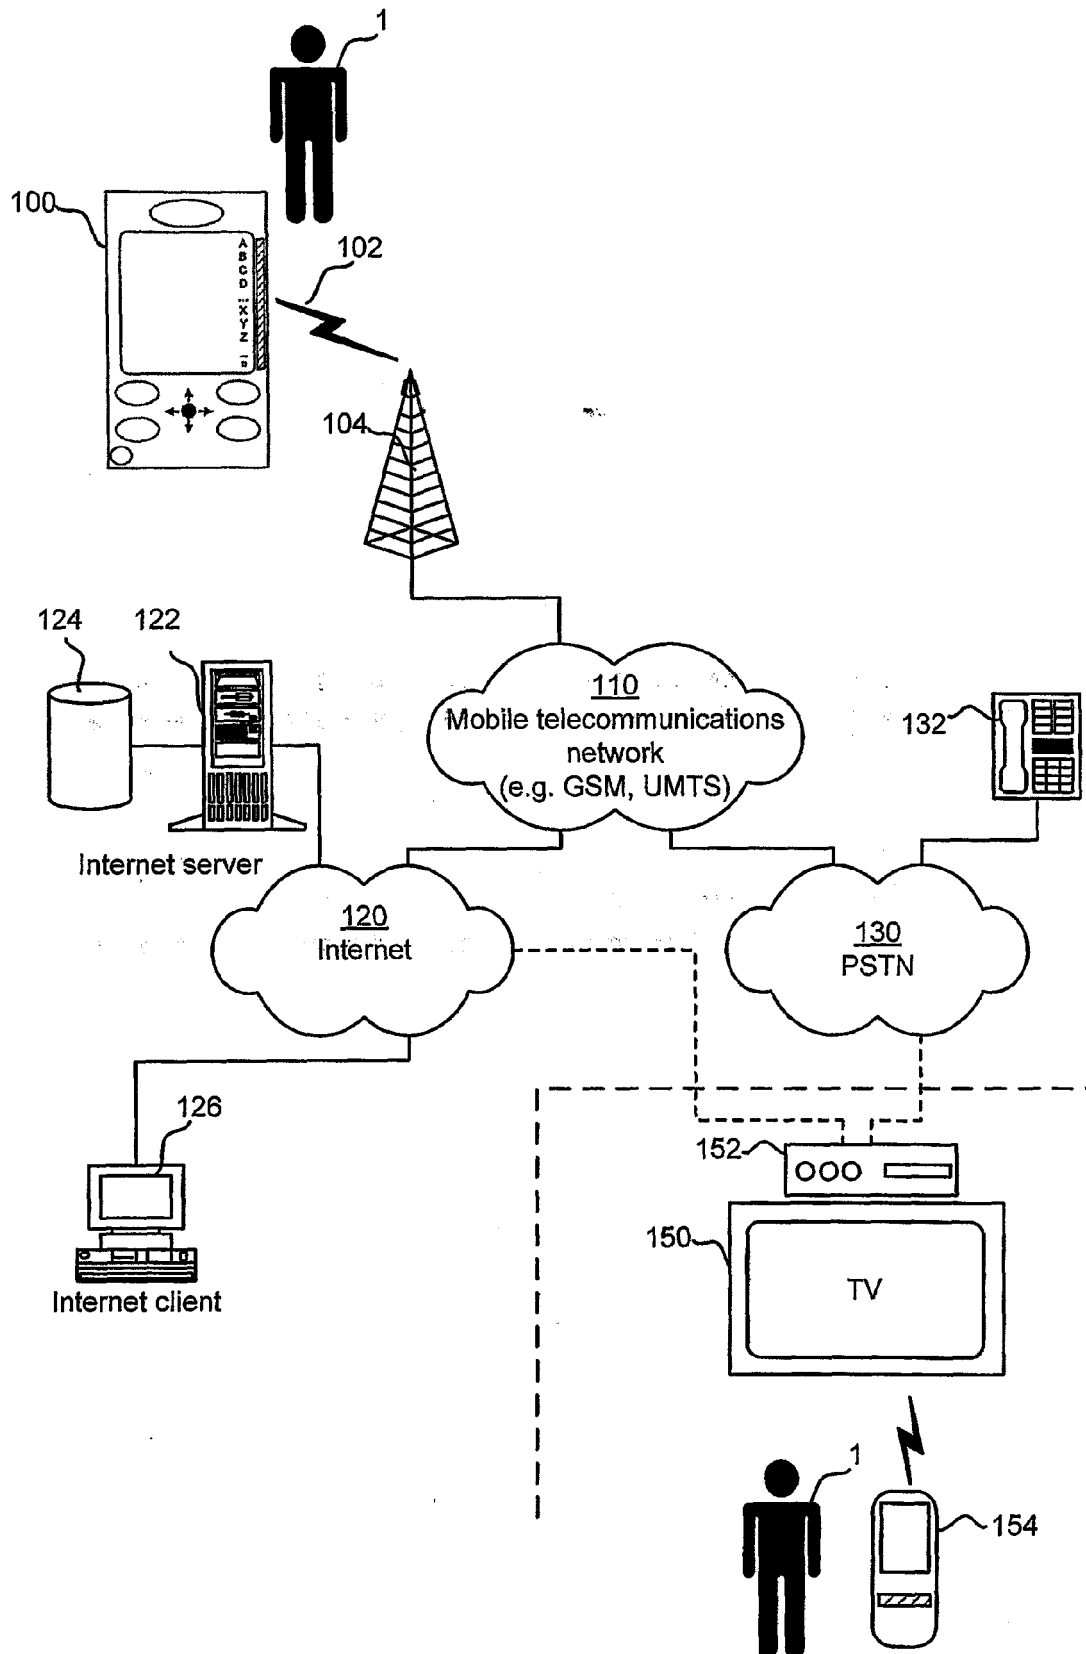 1
100
A
B
C
D
...
X
Y
Z
102
104
124
122
110
Mobile telecommunications
network
(e.g. GSM, UMTS)
132
Internet server
120
Internet
130
PSTN
126
Internet client
152
150
TV
1
154